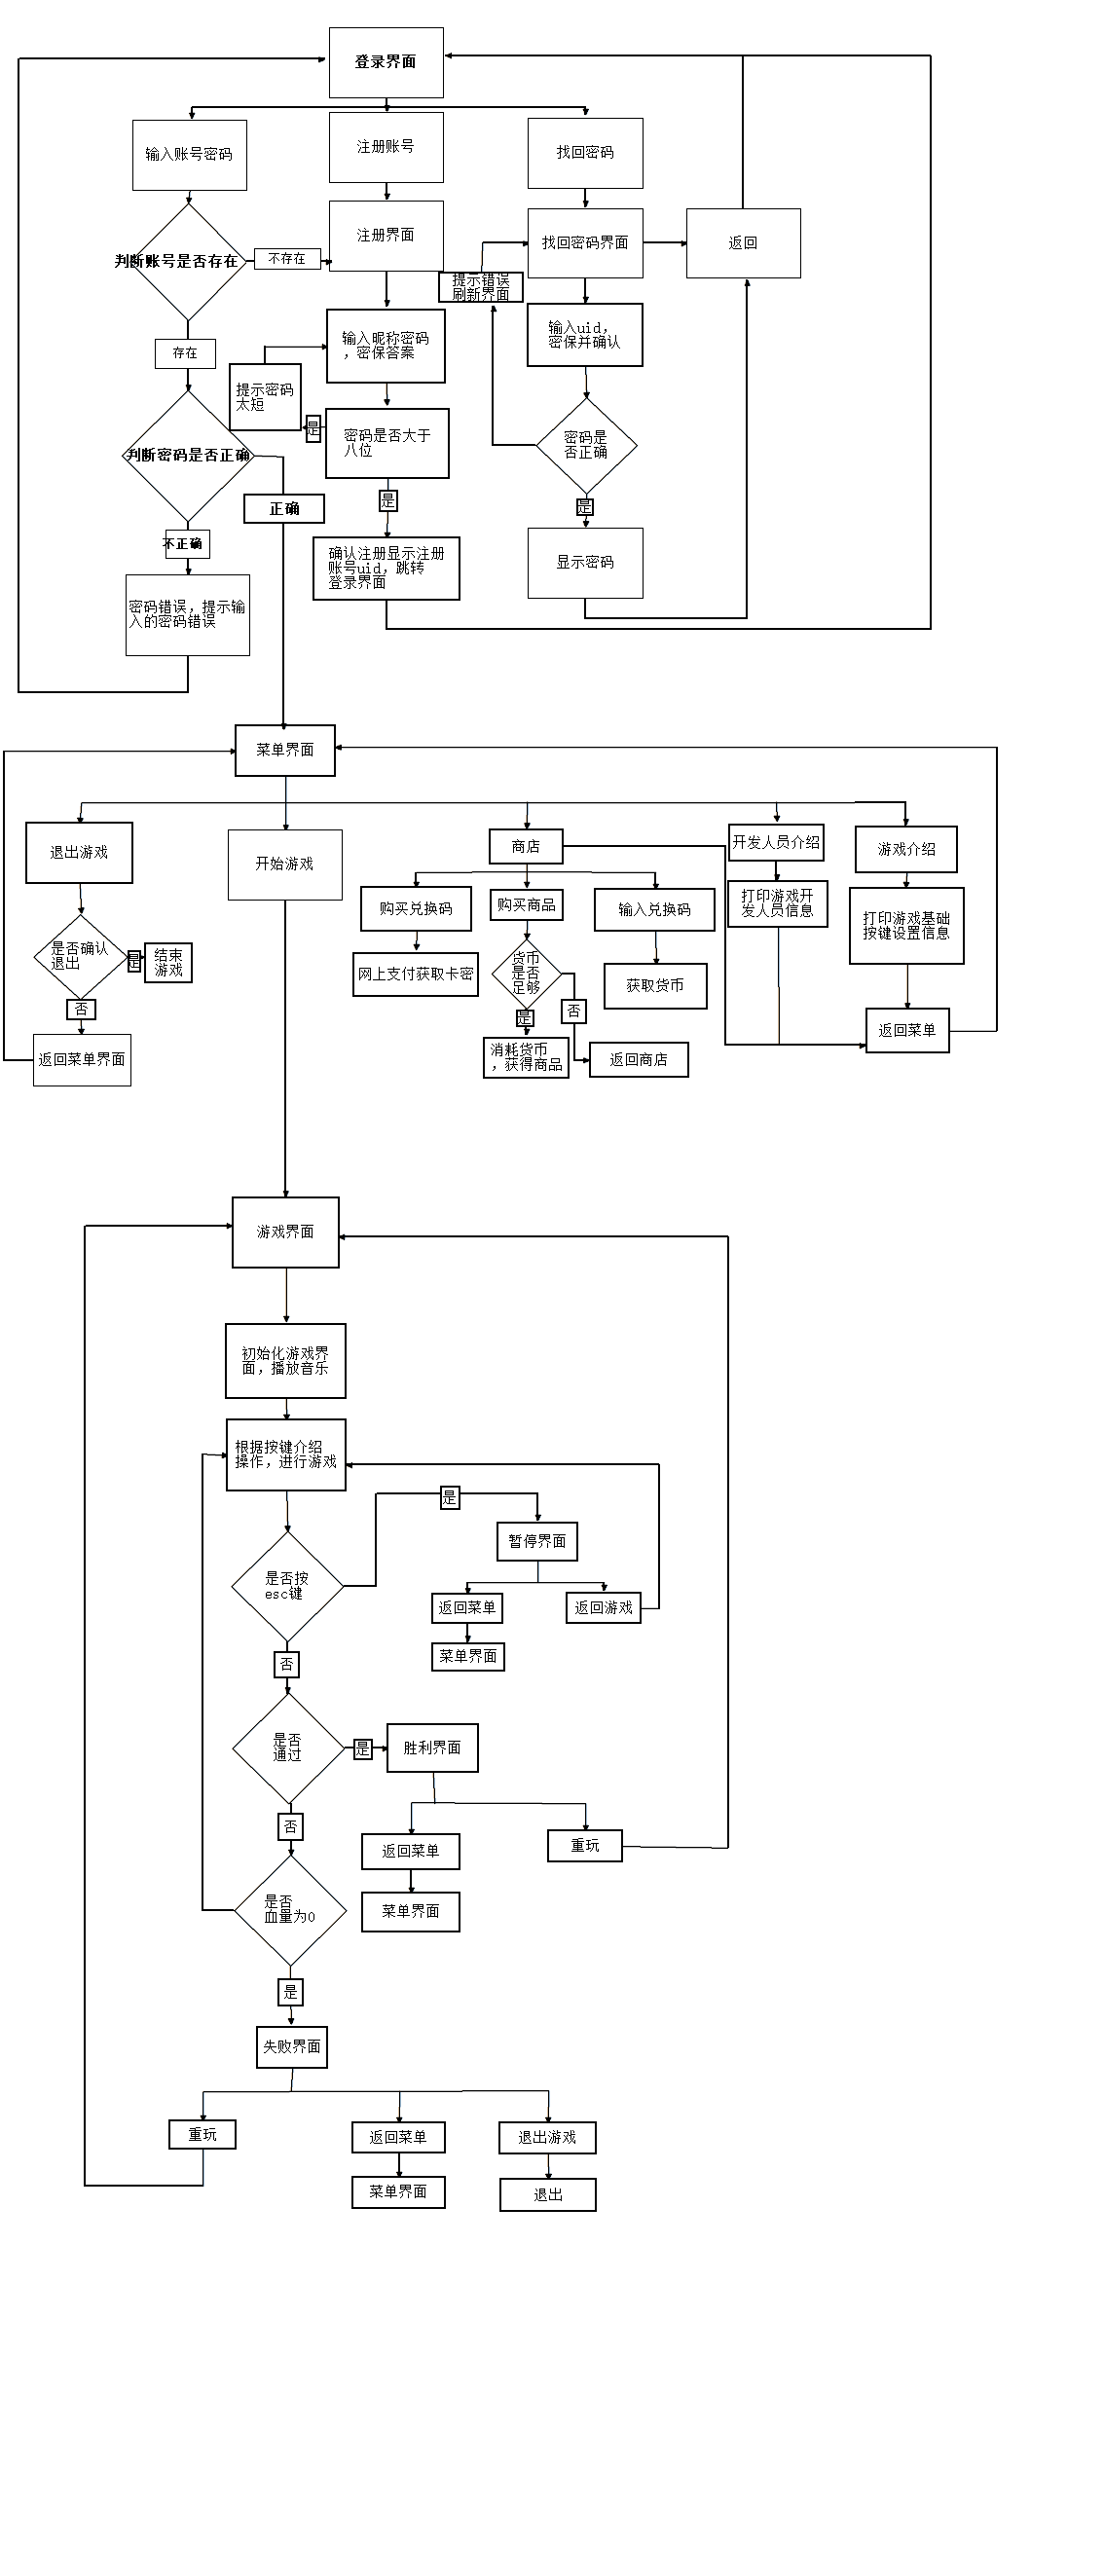 登录界面
输入账号密码
注册账号
找回密码
判断账号是否存在
不存在
注册界面
找回密码界面
返回
提示错误
刷新界面
存在
输入昵称密码
，密保答案
输入uid，
密保并确认
提示密码
太短
是
密码是否大于
八位
密码是
否正确
判断密码是否正确
正确
是
是
不正确
确认注册显示注册
账号uid，跳转
登录界面
显示密码
密码错误，提示输
入的密码错误
菜单界面
退出游戏
开始游戏
商店
开发人员介绍
游戏介绍
购买兑换码
购买商品
输入兑换码
打印游戏开
发人员信息
打印游戏基础
按键设置信息
是否确认
退出
是
结束
游戏
网上支付获取卡密
货币
是否
足够
获取货币
否
是
否
返回菜单
返回菜单界面
消耗货币
，获得商品
返回商店
游戏界面
初始化游戏界
面，播放音乐
根据按键介绍
操作，进行游戏
是
暂停界面
是否按
esc键
返回菜单
返回游戏
菜单界面
否
是否
通过
是
胜利界面
否
返回菜单
重玩
是否
血量为0
菜单界面
是
失败界面
重玩
返回菜单
退出游戏
菜单界面
退出